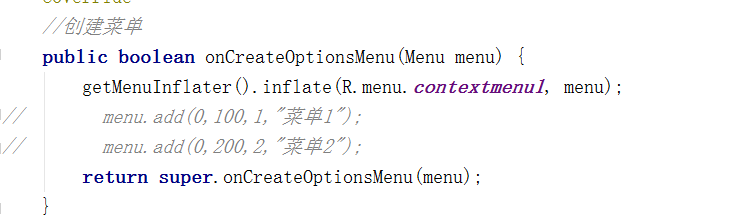 @Override
//创建菜单
public boolean onCreateOptionsMenu(Menu menu) {
getMenuInflater().inflate(R.menu.contextmenu1, menu);
// menu.add(0,100,1,"菜单1");
// menu.add(0,200,2,"菜单2");
return super.onCreateOptionsMenu(menu);
}